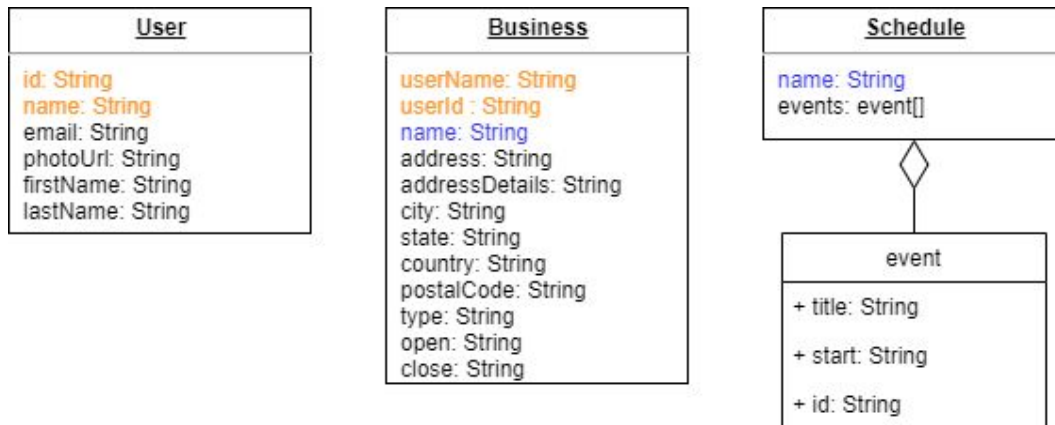 User
id: String
name: String
email: String
photoUrl: String
firstName: String
lastName: String
Business
userName: String
userId : String
name: String
address: String
addressDetails: String
city: String
state: String
country: String
postalCode: String
type: String
open: String
close: String
Schedule
name: String
events: event[]
event
+ title: String
+ start: String
+ id: String